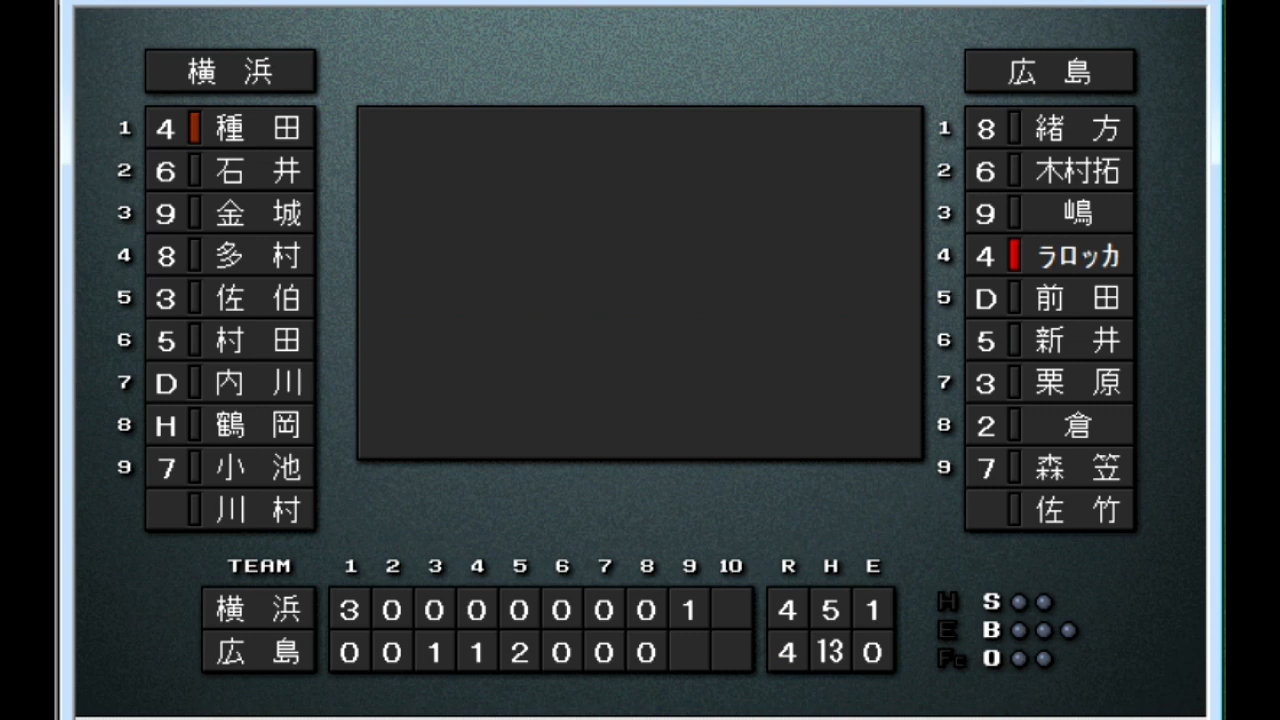 横 浜
1 4 種 田
2 6 石 井
3 9 金 城
4 8 多 村
5 3 佐 伯
6 5 村 田
7 D 内 川
8 H 鶴 岡
9 7 小 池
川 村
広 島
1 8 緒 方
2 6 木村拓
3 9 嶋
4 4 ラロッカ
5 D 前 田
6 5 新 井
7 3 栗 原
8 2 倉
9 7 森 笠
佐 竹
TEAM 1 2 3 4 5 6 7 8 9 10 R H E
横 浜 3 0 0 0 0 0 0 0 1 4 5 1
広 島 0 0 1 1 2 0 0 0 4 13 0
H S
E B
Fc O